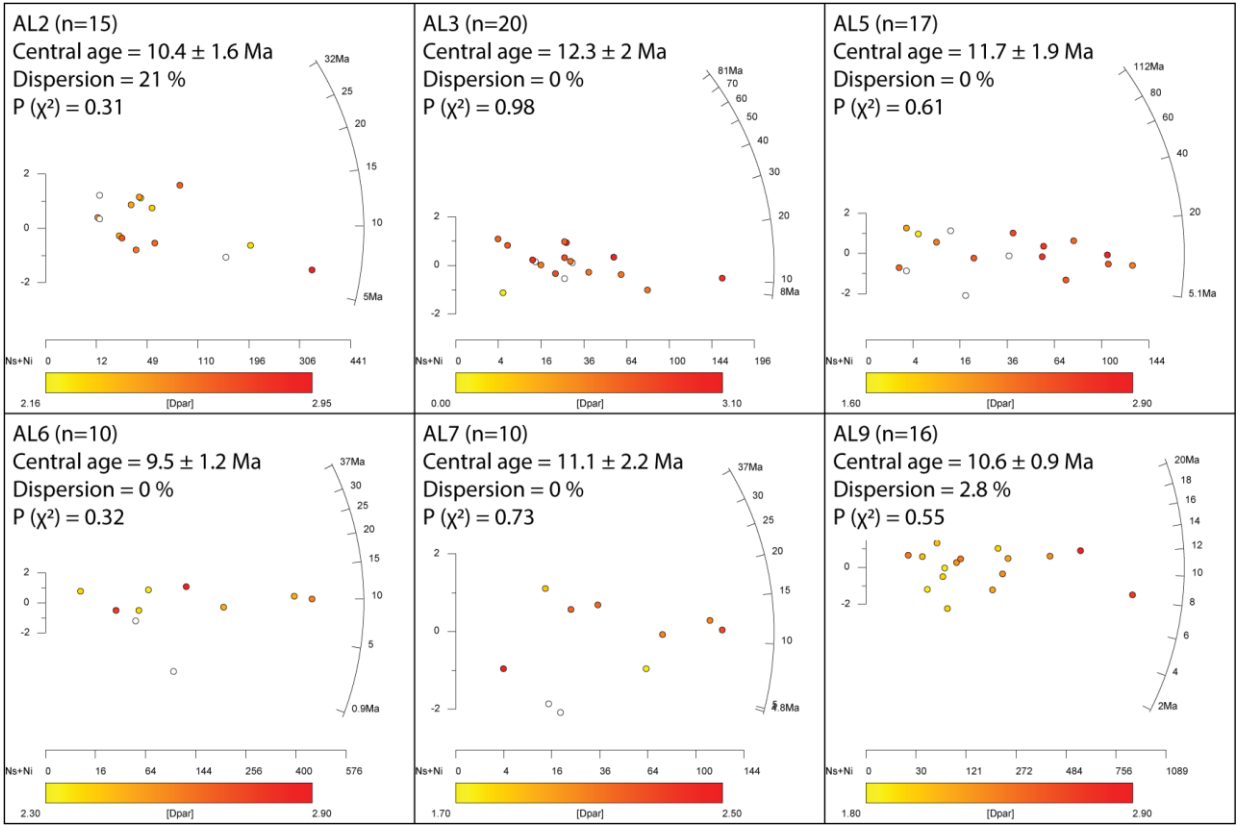 AL2 (n=15)
Central age = 10.4 ± 1.6 Ma
Dispersion = 21 %
P (χ²) = 0.31
32Ma
25
20
15
10
5Ma
2
0
-2
Ns+Ni 0 12 49 110 196 306 441
2.16 [Dpar] 2.95
AL3 (n=20)
Central age = 12.3 ± 2 Ma
Dispersion = 0 %
P (χ²) = 0.98
81Ma
70
60
50
40
30
20
10
8Ma
2
0
-2
Ns+Ni 0 4 16 36 64 100 144 196
0.00 [Dpar] 3.10
AL5 (n=17)
Central age = 11.7 ± 1.9 Ma
Dispersion = 0 %
P (χ²) = 0.61
112Ma
80
60
40
20
5.1Ma
2
0
-2
Ns+Ni 0 4 16 36 64 100 144
1.60 [Dpar] 2.90
AL6 (n=10)
Central age = 9.5 ± 1.2 Ma
Dispersion = 0 %
P (χ²) = 0.32
37Ma
30
25
20
15
10
5
0.9Ma
2
0
-2
Ns+Ni 0 16 64 144 256 400 576
2.30 [Dpar] 2.90
AL7 (n=10)
Central age = 11.1 ± 2.2 Ma
Dispersion = 0 %
P (χ²) = 0.73
37Ma
30
25
20
15
10
5
4.8Ma
2
0
-2
Ns+Ni 0 4 16 36 64 100 144
1.70 [Dpar] 2.50
AL9 (n=16)
Central age = 10.6 ± 0.9 Ma
Dispersion = 2.8 %
P (χ²) = 0.55
20Ma
18
16
14
12
10
8
6
4
2Ma
0
-2
Ns+Ni 0 30 121 272 484 756 1089
1.80 [Dpar] 2.90